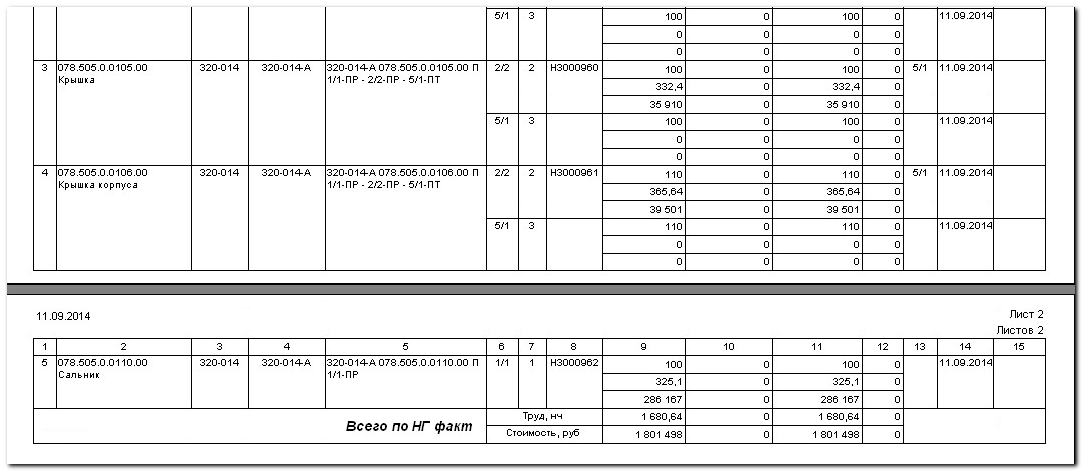 5/1 3 100 0 100 0 11.09.2014
0 0 0 0
0 0 0 0
3 078.505.0.0105.00 320-014 320-014-А 320-014-А 078.505.0.0105.00 П 2/2 2 Н3000960 100 0 100 0 5/1 11.09.2014
Крышка 1/1-ПР - 2/2-ПР - 5/1-ПТ 332,4 0 332,4 0
35 910 0 35 910 0
5/1 3 100 0 100 0 11.09.2014
0 0 0 0
0 0 0 0
4 078.505.0.0106.00 320-014 320-014-А 320-014-А 078.505.0.0106.00 П 2/2 2 Н3000961 110 0 110 0 5/1 11.09.2014
Крышка корпуса 1/1-ПР - 2/2-ПР - 5/1-ПТ 365,64 0 365,64 0
39 501 0 39 501 0
5/1 3 110 0 110 0 11.09.2014
0 0 0 0
0 0 0 0
11.09.2014 Лист 2
Листов 2
1 2 3 4 5 6 7 8 9 10 11 12 13 14 15
5 078.505.0.0110.00 320-014 320-014-А 320-014-А 078.505.0.0110.00 П 1/1 1 Н3000962 100 0 100 0 11.09.2014
Сальник 1/1-ПР 325,1 0 325,1 0
286 167 0 286 167 0
Всего по НГ факт Труд, нч 1 680,64 0 1 680,64 0
Стоимость, руб 1 801 498 0 1 801 498 0